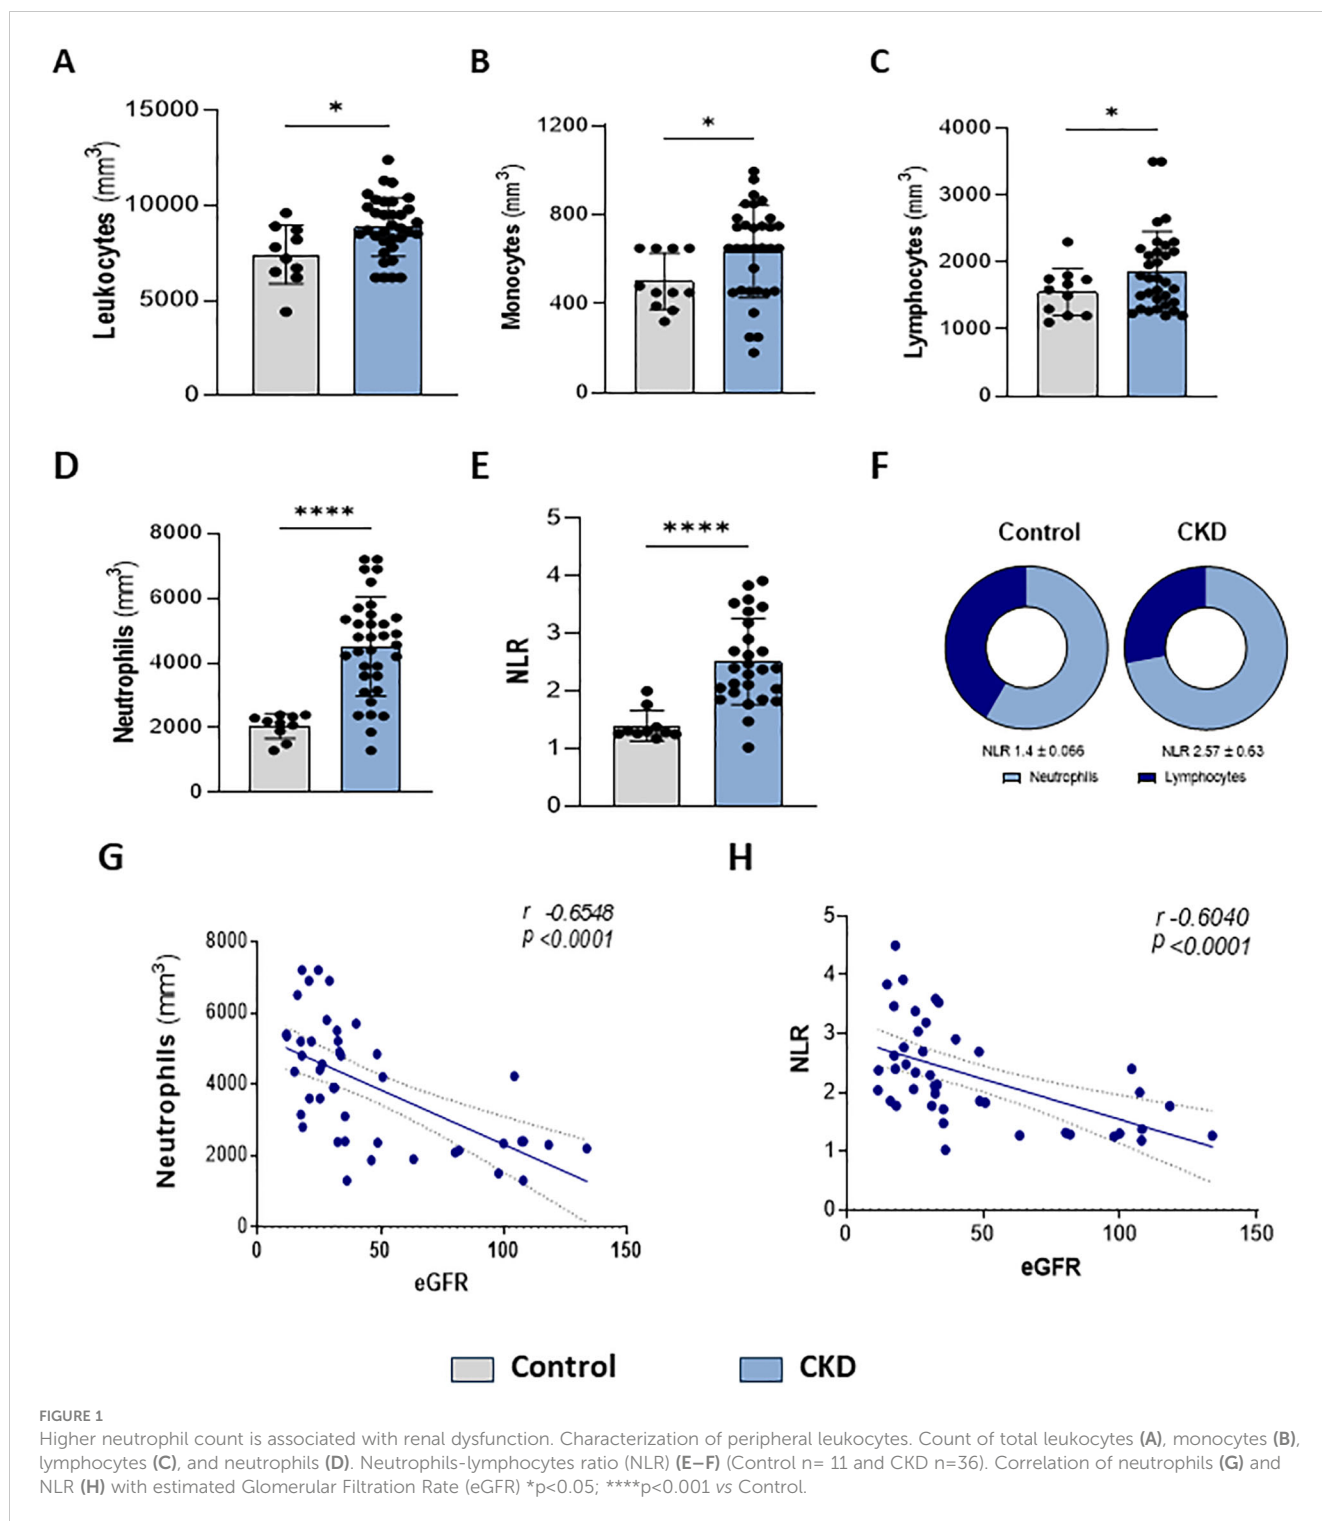 A
B
C
15000
10000
5000
0
Leukocytes (mm³)
*
1200
800
400
0
Monocytes (mm³)
*
4000
3000
2000
1000
0
Lymphocytes (mm³)
*
D
E
F
8000
6000
4000
2000
0
Neutrophils (mm³)
****
5
4
3
2
1
0
NLR
****
Control
CKD
NLR 1.4 ± 0.066
NLR 2.57 ± 0.63
Neutrophils
Lymphocytes
G
H
r -0.6548
p <0.0001
8000
6000
4000
2000
0
Neutrophils (mm³)
0
50
100
150
eGFR
r -0.6040
p <0.0001
5
4
3
2
1
0
NLR
0
50
100
150
eGFR
Control
CKD
FIGURE 1
Higher neutrophil count is associated with renal dysfunction. Characterization of peripheral leukocytes. Count of total leukocytes (A), monocytes (B),
lymphocytes (C), and neutrophils (D). Neutrophils-lymphocytes ratio (NLR) (E–F) (Control n= 11 and CKD n=36). Correlation of neutrophils (G) and
NLR (H) with estimated Glomerular Filtration Rate (eGFR) *p<0.05; ****p<0.001 vs Control.